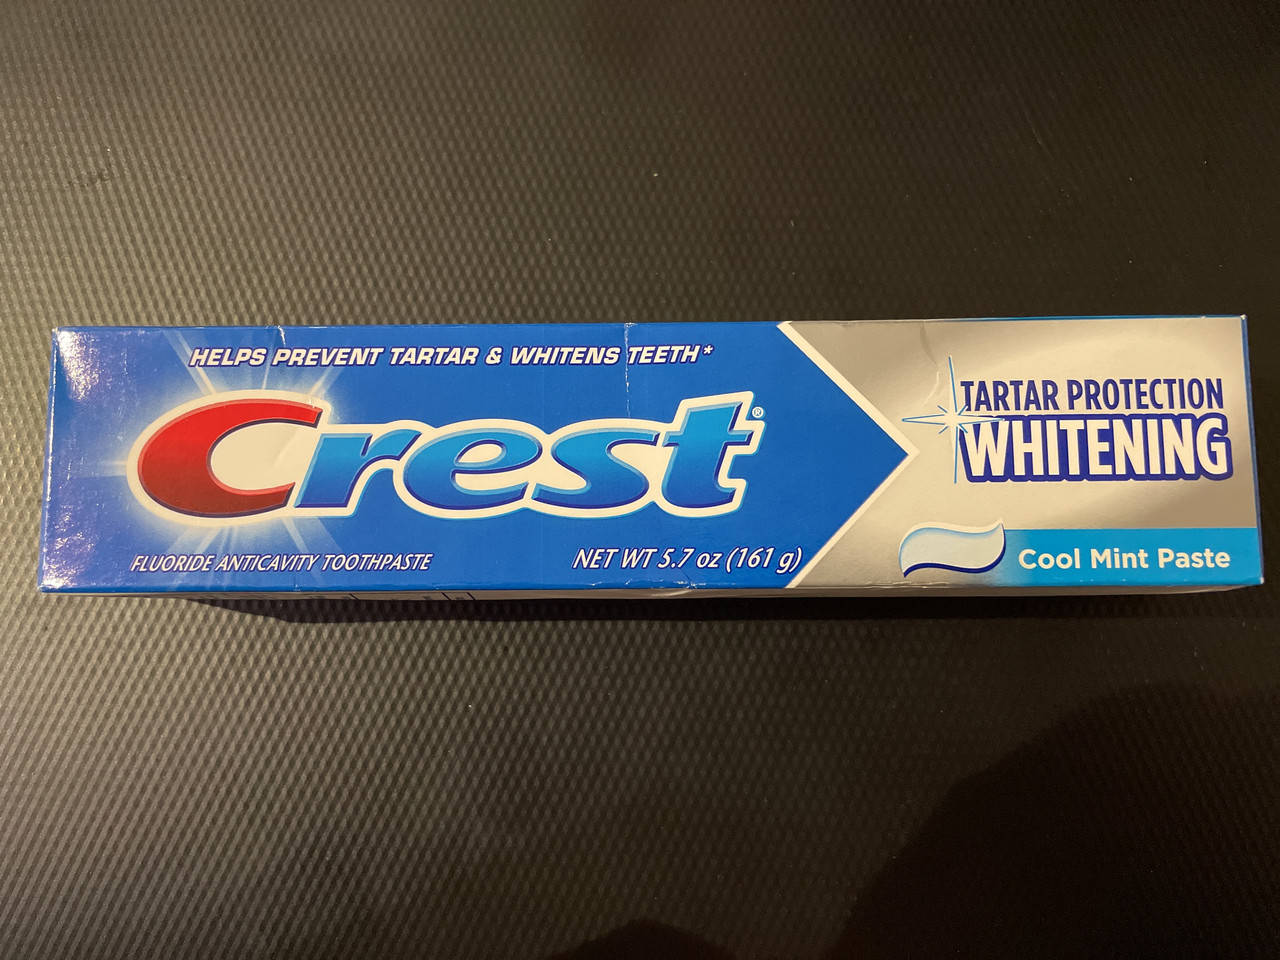 HELPS PREVENT TARTAR & WHITENS TEETH*
Crest®
FLUORIDE ANTICAVITY TOOTHPASTE
NET WT 5.7 oz (161 g)
TARTAR PROTECTION
WHITENING
Cool Mint Paste